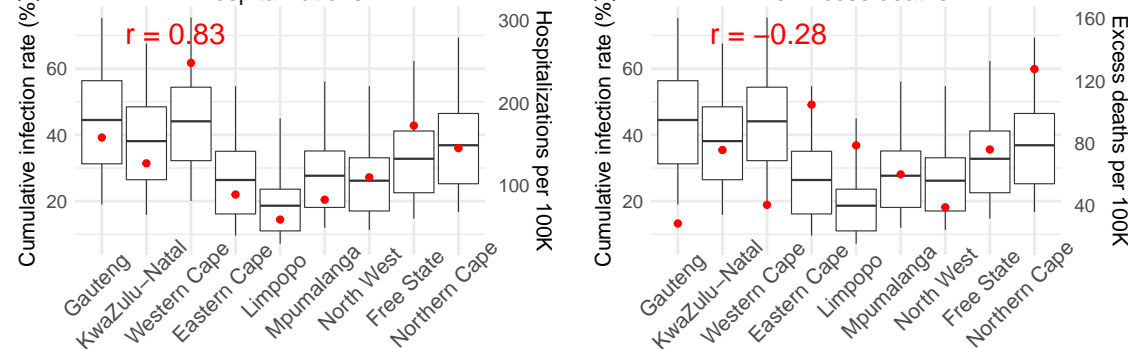 Cumulative infection rate (%)
60
40
20
r = 0.83
300
200
100
Hospitalizations per 100K
Gauteng
KwaZulu−Natal
Western Cape
Eastern Cape
Limpopo
Mpumalanga
North West
Free State
Northern Cape
Cumulative infection rate (%)
60
40
20
r = −0.28
160
120
80
40
Excess deaths per 100K
Gauteng
KwaZulu−Natal
Western Cape
Eastern Cape
Limpopo
Mpumalanga
North West
Free State
Northern Cape